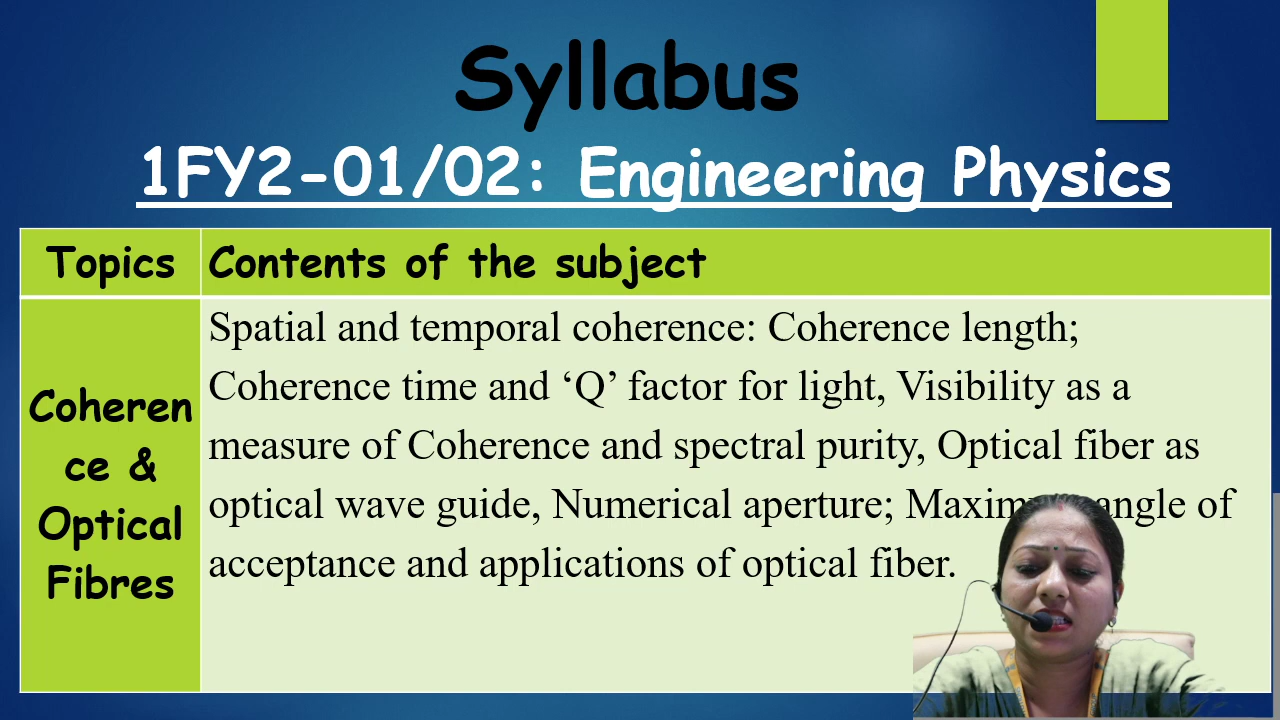 Syllabus
1FY2-01/02: Engineering Physics
Topics
Contents of the subject
Coheren
ce &
Optical
Fibres
Spatial and temporal coherence: Coherence length;
Coherence time and ‘Q’ factor for light, Visibility as a
measure of Coherence and spectral purity, Optical fiber as
optical wave guide, Numerical aperture; angle of
acceptance and applications of optical fiber.